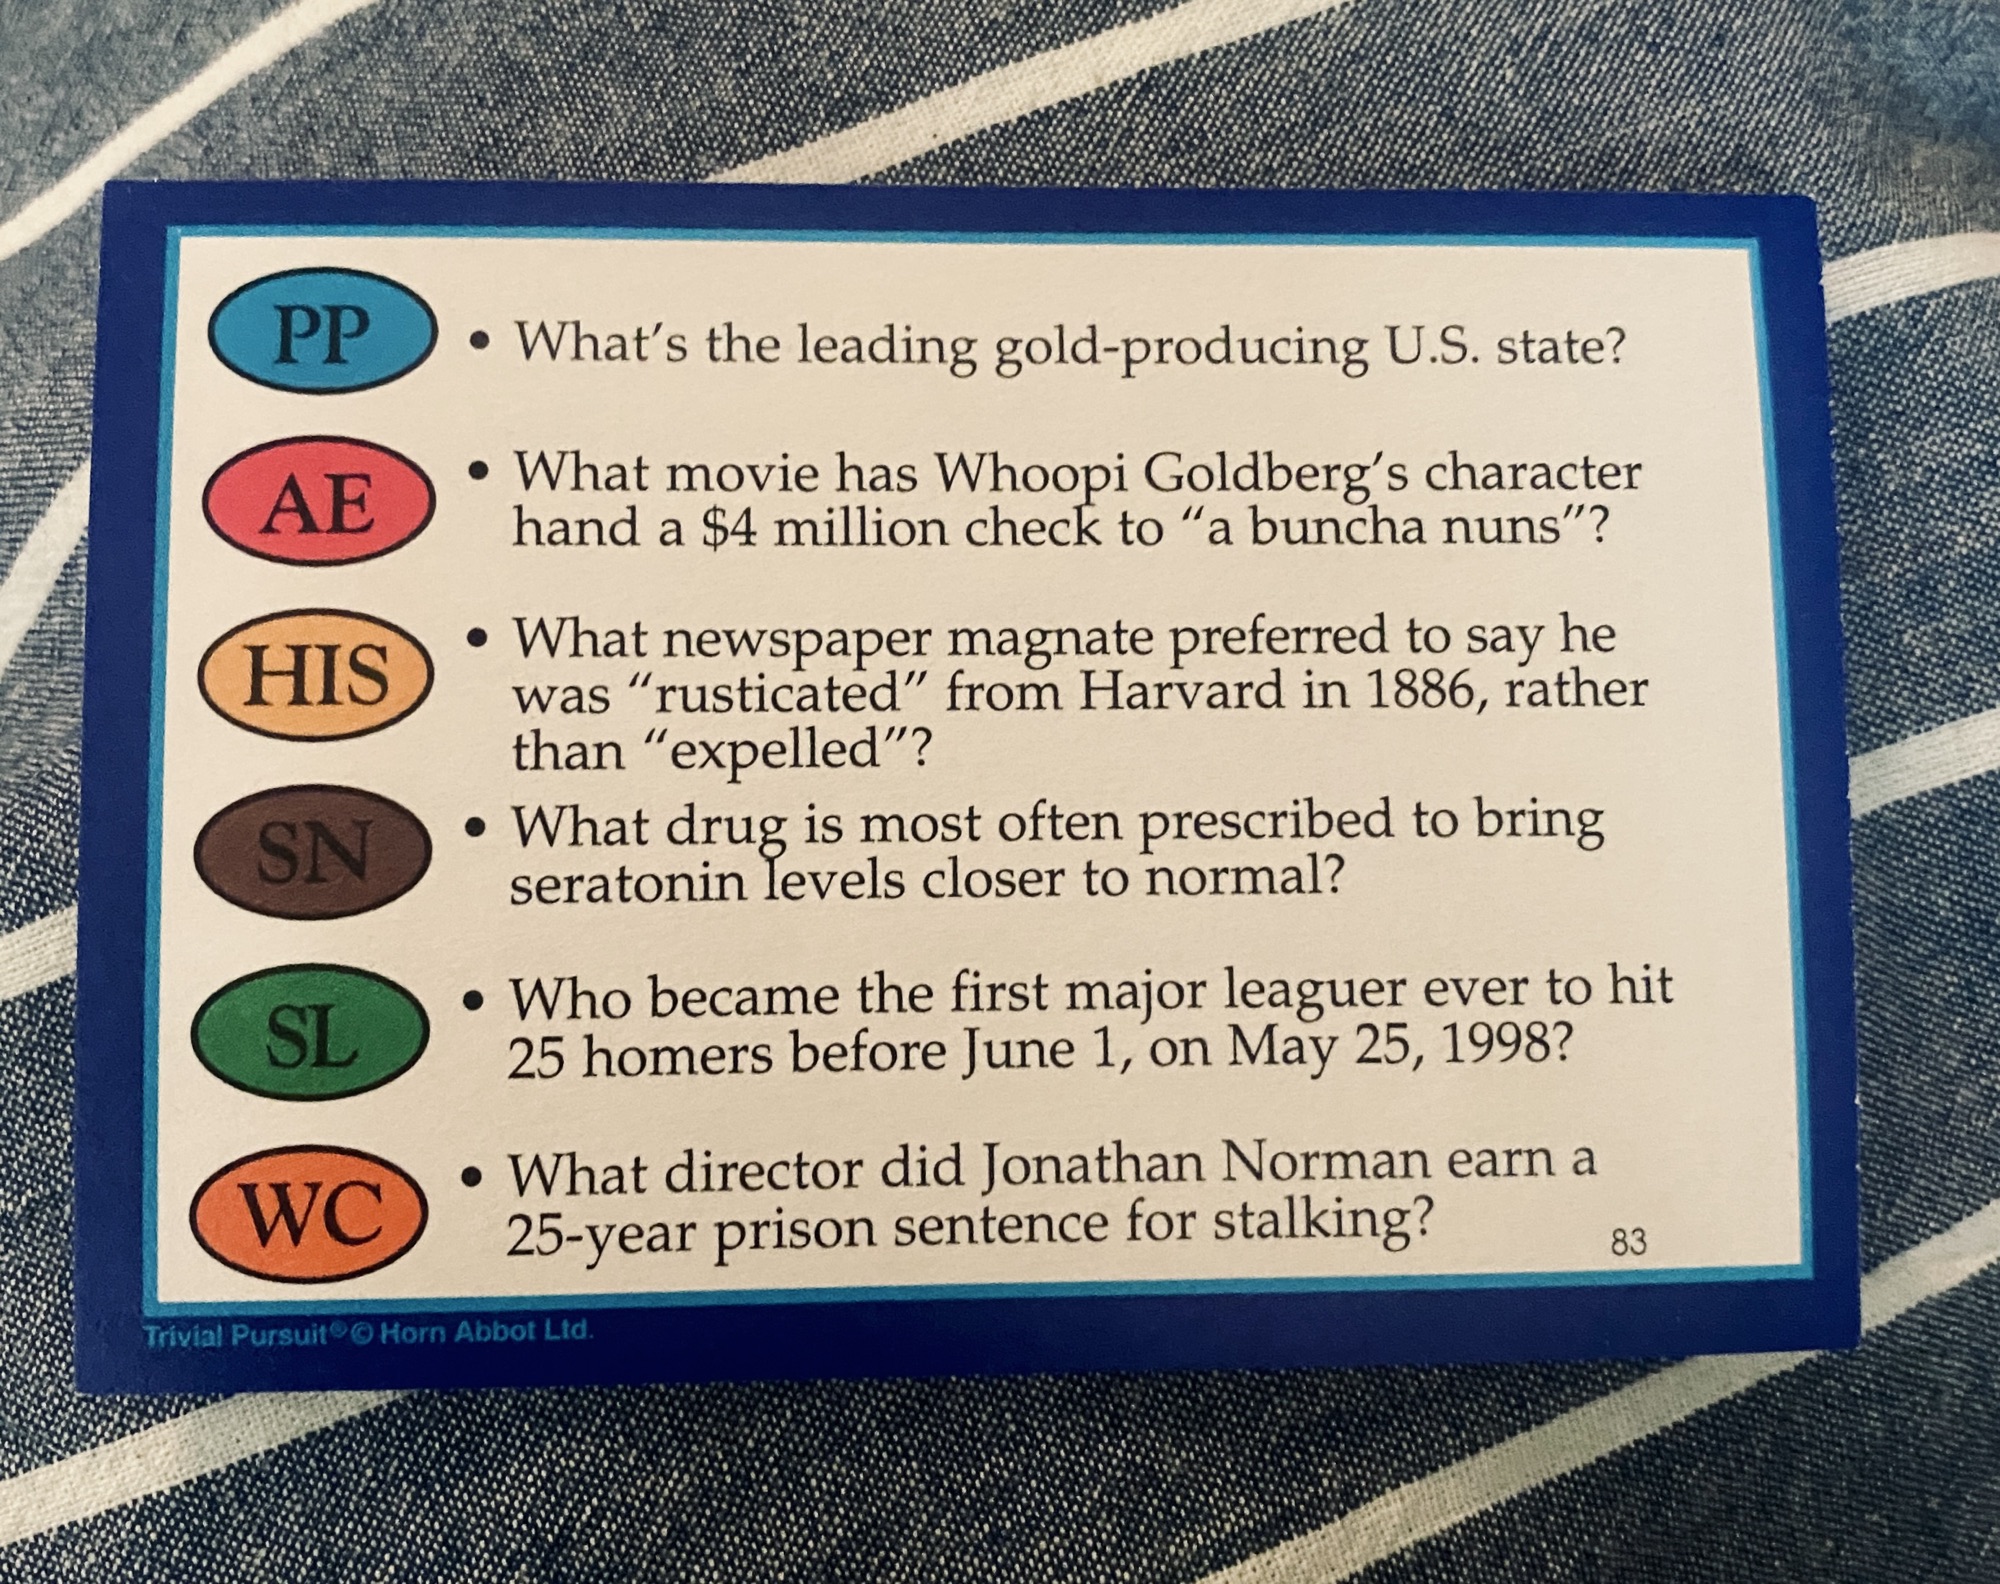 PP • What's the leading gold-producing U.S. state?
AE • What movie has Whoopi Goldberg's character
hand a $4 million check to "a buncha nuns"?
HIS • What newspaper magnate preferred to say he
was "rusticated" from Harvard in 1886, rather
than "expelled"?
SN • What drug is most often prescribed to bring
seratonin levels closer to normal?
SL • Who became the first major leaguer ever to hit
25 homers before June 1, on May 25, 1998?
WC • What director did Jonathan Norman earn a
25-year prison sentence for stalking?
83
Trivial Pursuit® © Horn Abbot Ltd.